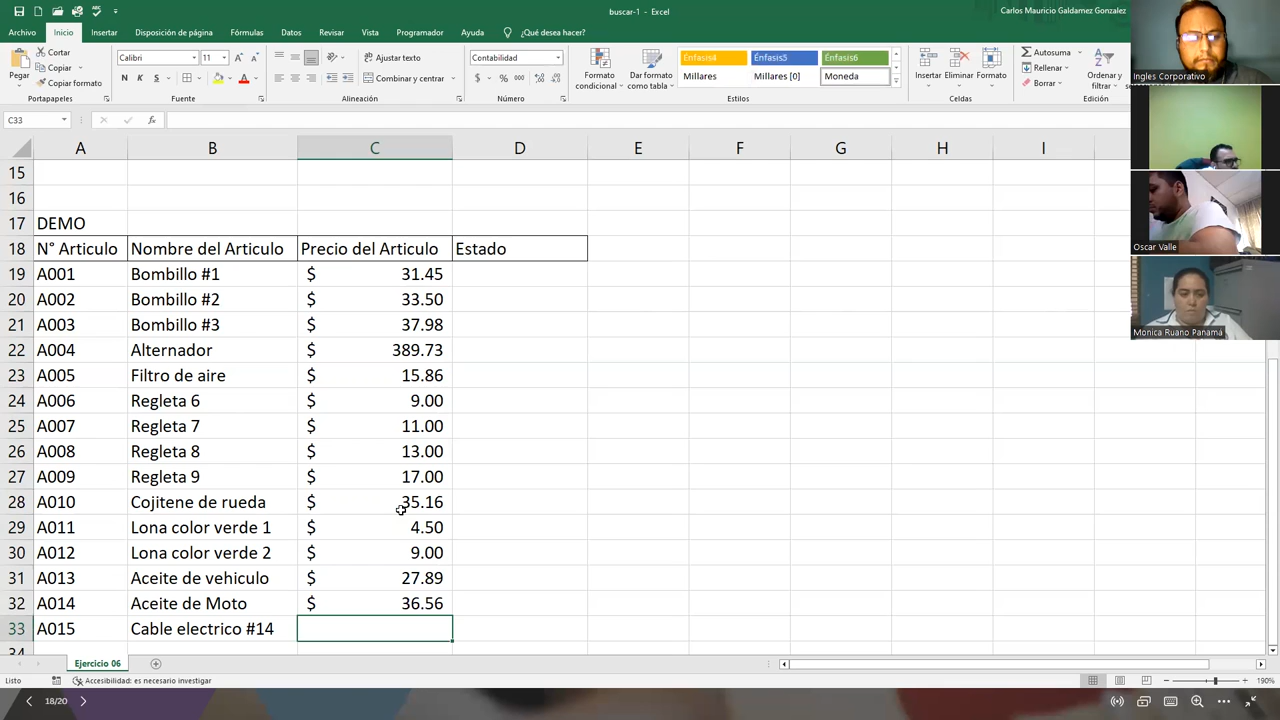 buscar-1 - Excel
Carlos Mauricio Galdamez Gonzalez
Archivo Inicio Insertar Disposición de página Fórmulas Datos Revisar Vista Programador Ayuda ¿Qué desea hacer?
Pegar
Cortar
Copiar
Copiar formato
Portapapeles
Calibri 11
N K S
Fuente
Ajustar texto
Combinar y centrar
Alineación
Contabilidad
$ % 000
Número
Formato condicional
Dar formato como tabla
Énfasis4 Énfasis5 Énfasis6
Millares Millares [0] Moneda
Estilos
Insertar Eliminar Formato
Celdas
Autosuma
Rellenar
Borrar
Ordenar y filtrar
Edición
Ingles Corporativo
Oscar Valle
Monica Ruano Panamá
C33 fx
A B C D E F G H I
15
16
17 DEMO
18 N° Articulo Nombre del Articulo Precio del Articulo Estado
19 A001 Bombillo #1 $ 31.45
20 A002 Bombillo #2 $ 33.50
21 A003 Bombillo #3 $ 37.98
22 A004 Alternador $ 389.73
23 A005 Filtro de aire $ 15.86
24 A006 Regleta 6 $ 9.00
25 A007 Regleta 7 $ 11.00
26 A008 Regleta 8 $ 13.00
27 A009 Regleta 9 $ 17.00
28 A010 Cojitene de rueda $ 35.16
29 A011 Lona color verde 1 $ 4.50
30 A012 Lona color verde 2 $ 9.00
31 A013 Aceite de vehiculo $ 27.89
32 A014 Aceite de Moto $ 36.56
33 A015 Cable electrico #14
34
Ejercicio 06
Listo Accesibilidad: es necesario investigar 190%
18/20